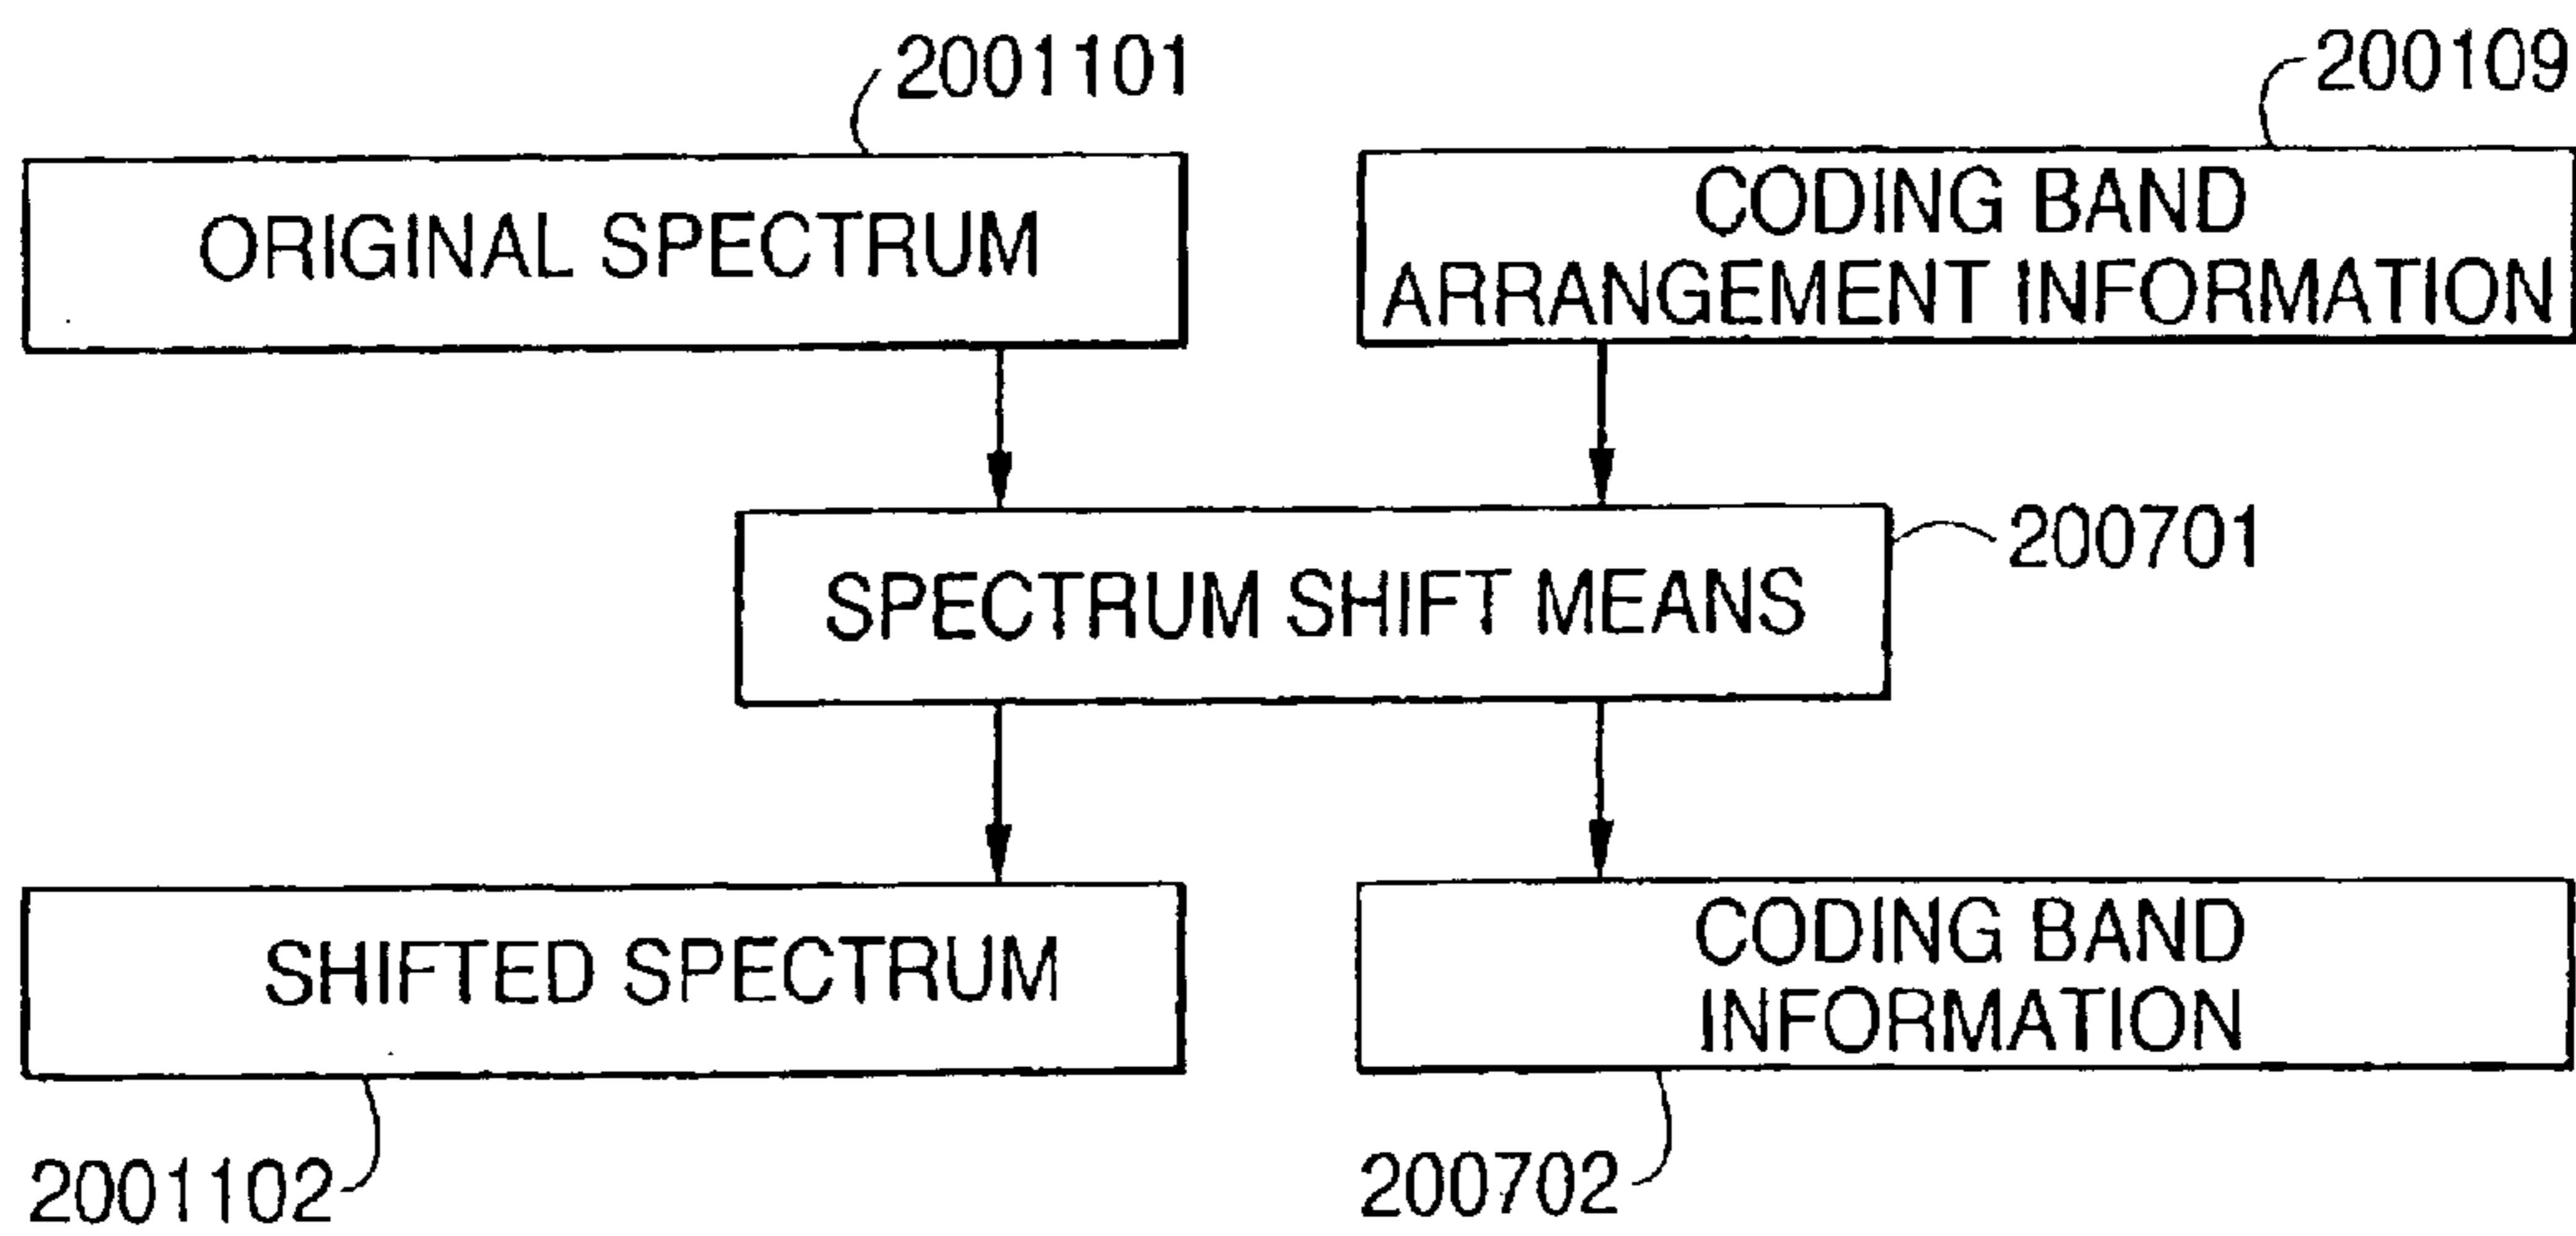 2001101
200109
ORIGINAL SPECTRUM
CODING BAND
ARRANGEMENT INFORMATION
200701
SPECTRUM SHIFT MEANS
SHIFTED SPECTRUM
CODING BAND
INFORMATION
2001102
200702